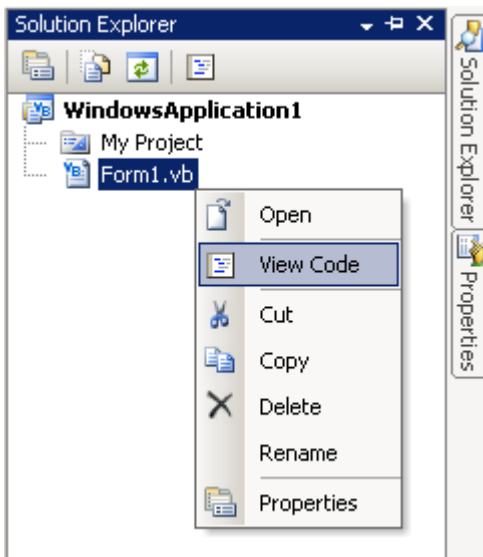 Solution Explorer
WindowsApplication1
My Project
Form1.vb
Open
View Code
Cut
Copy
Delete
Rename
Properties
Solution Explorer
Properties